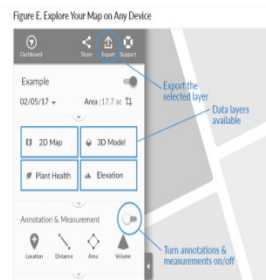 Figure E. Explore Your Map on Any Device
Dashboard
Share Export Support
Example
02/05/17 Area: 17.7 ac
2D Map 3D Model
Plant Health Elevation
Annotation & Measurement
Location Distance Area Volume
Export the
selected layer
Data layers
available
Turn annotations &
measurements on/off